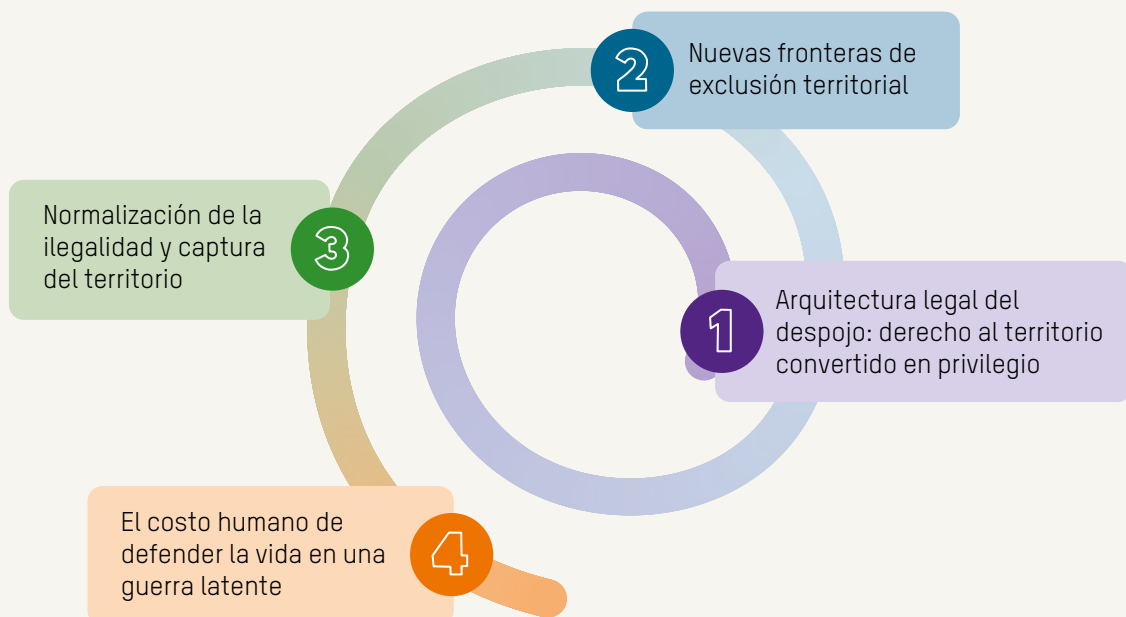 1
Arquitectura legal del
despojo: derecho al territorio
convertido en privilegio
2
Nuevas fronteras de
exclusión territorial
3
Normalización de la
ilegalidad y captura
del territorio
4
El costo humano de
defender la vida en una
guerra latente